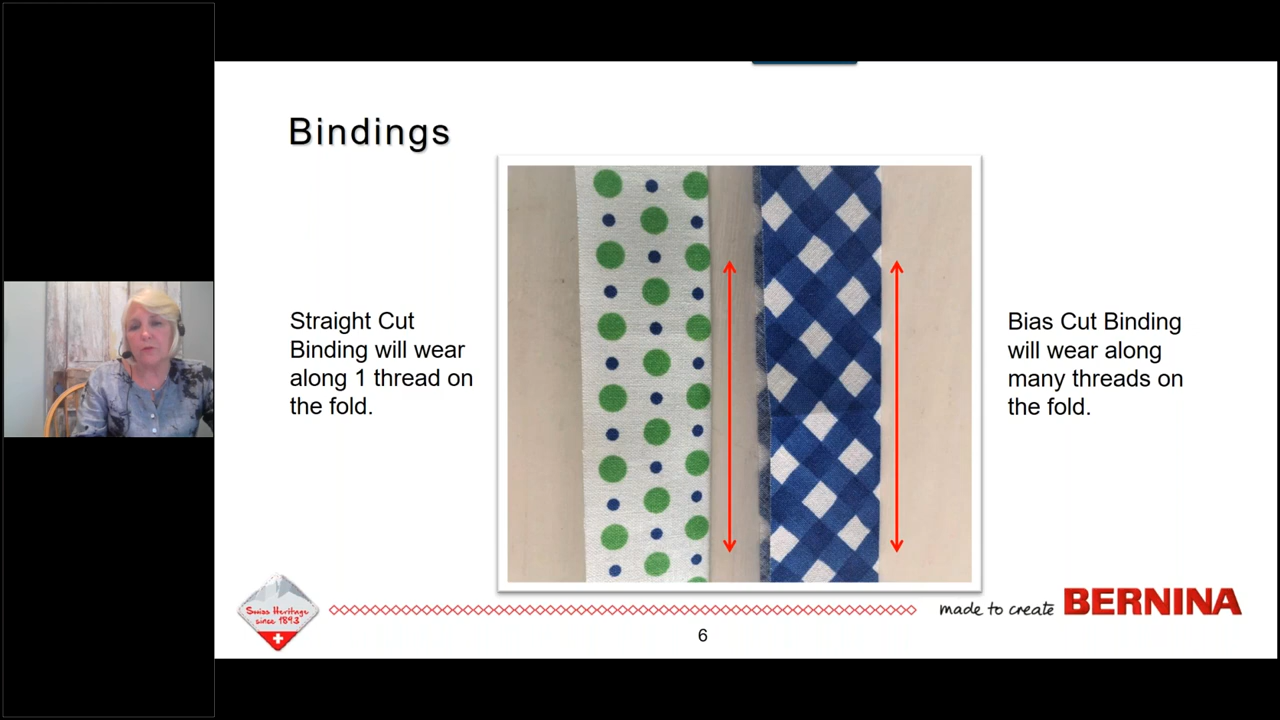 Bindings
Straight Cut
Binding will wear
along 1 thread on
the fold.
Bias Cut Binding
will wear along
many threads on
the fold.
Swiss Heritage
since 1893
made to create BERNINA
6